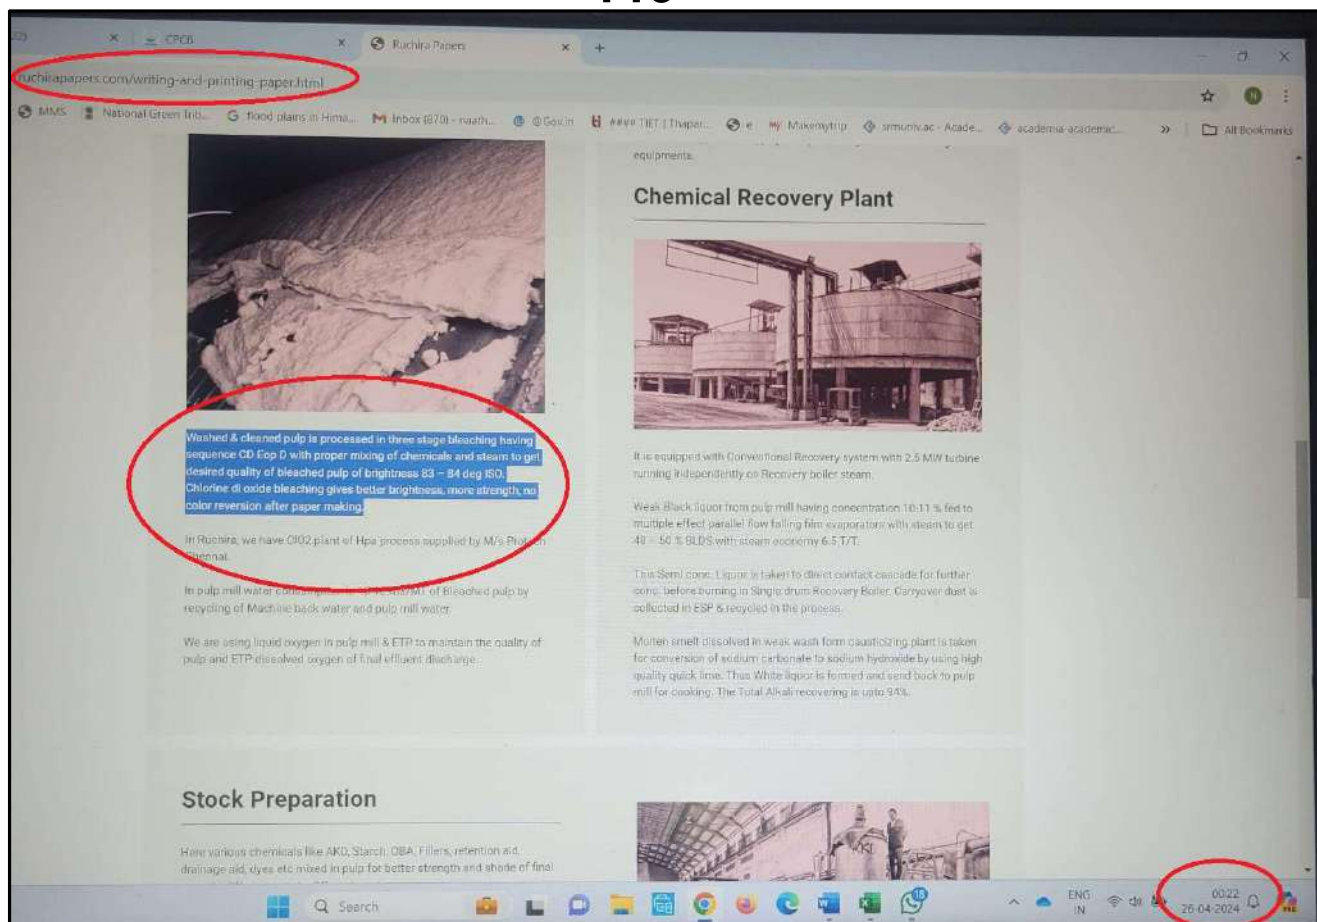 CPCB
Ruchira Papers
ruchirapapers.com/writing-and-printing-paper.html
MMS
National Green Trib...
flood plains in Hima...
Inbox (870) - naath...
@Gov.in
#### TIET | Thapar...
e
Makemytrip
srmuniv.ac - Acade...
academia-academic...
»
All Bookmarks
equipments.
Chemical Recovery Plant
Washed & cleaned pulp is processed in three stage bleaching having
sequence CD Eop D with proper mixing of chemicals and steam to get
desired quality of bleached pulp of brightness 83 – 84 deg ISO.
Chlorine di oxide bleaching gives better brightness, more strength, no
color reversion after paper making.
In Ruchira, we have ClO2 plant of Hpa process supplied by M/s
Chennai.
In pulp mill water of Bleached pulp by
recycling of Machine back water and pulp mill water.
We are using liquid oxygen in pulp mill & ETP to maintain the quality of
pulp and ETP dissolved oxygen of final effluent discharge.
It is equipped with Conventional Recovery system with 2.5 MW turbine
running independently on Recovery boiler steam.
Weak Black liquor from pulp mill having concentration 10-11 % fed to
multiple effect parallel flow falling film evaporators with steam to get
48 – 50 % BLDS with steam economy 6.5 T/T.
This Semi conc. Liquor is taken to direct contact cascade for further
conc. before burning in Single drum Recovery Boiler. Carryover dust is
collected in ESP & recycled in the process.
Molten smelt dissolved in weak wash form causticizing plant is taken
for conversion of sodium carbonate to sodium hydroxide by using high
quality quick lime. Thus White liquor is formed and send back to pulp
mill for cooking. The Total Alkali recovering is upto 94%.
Stock Preparation
Here various chemicals like AKD, Starch, OBA, Fillers, retention aid,
drainage aid, dyes etc mixed in pulp for better strength and shade of final
Search
18
ENG
IN
00:22
26-04-2024